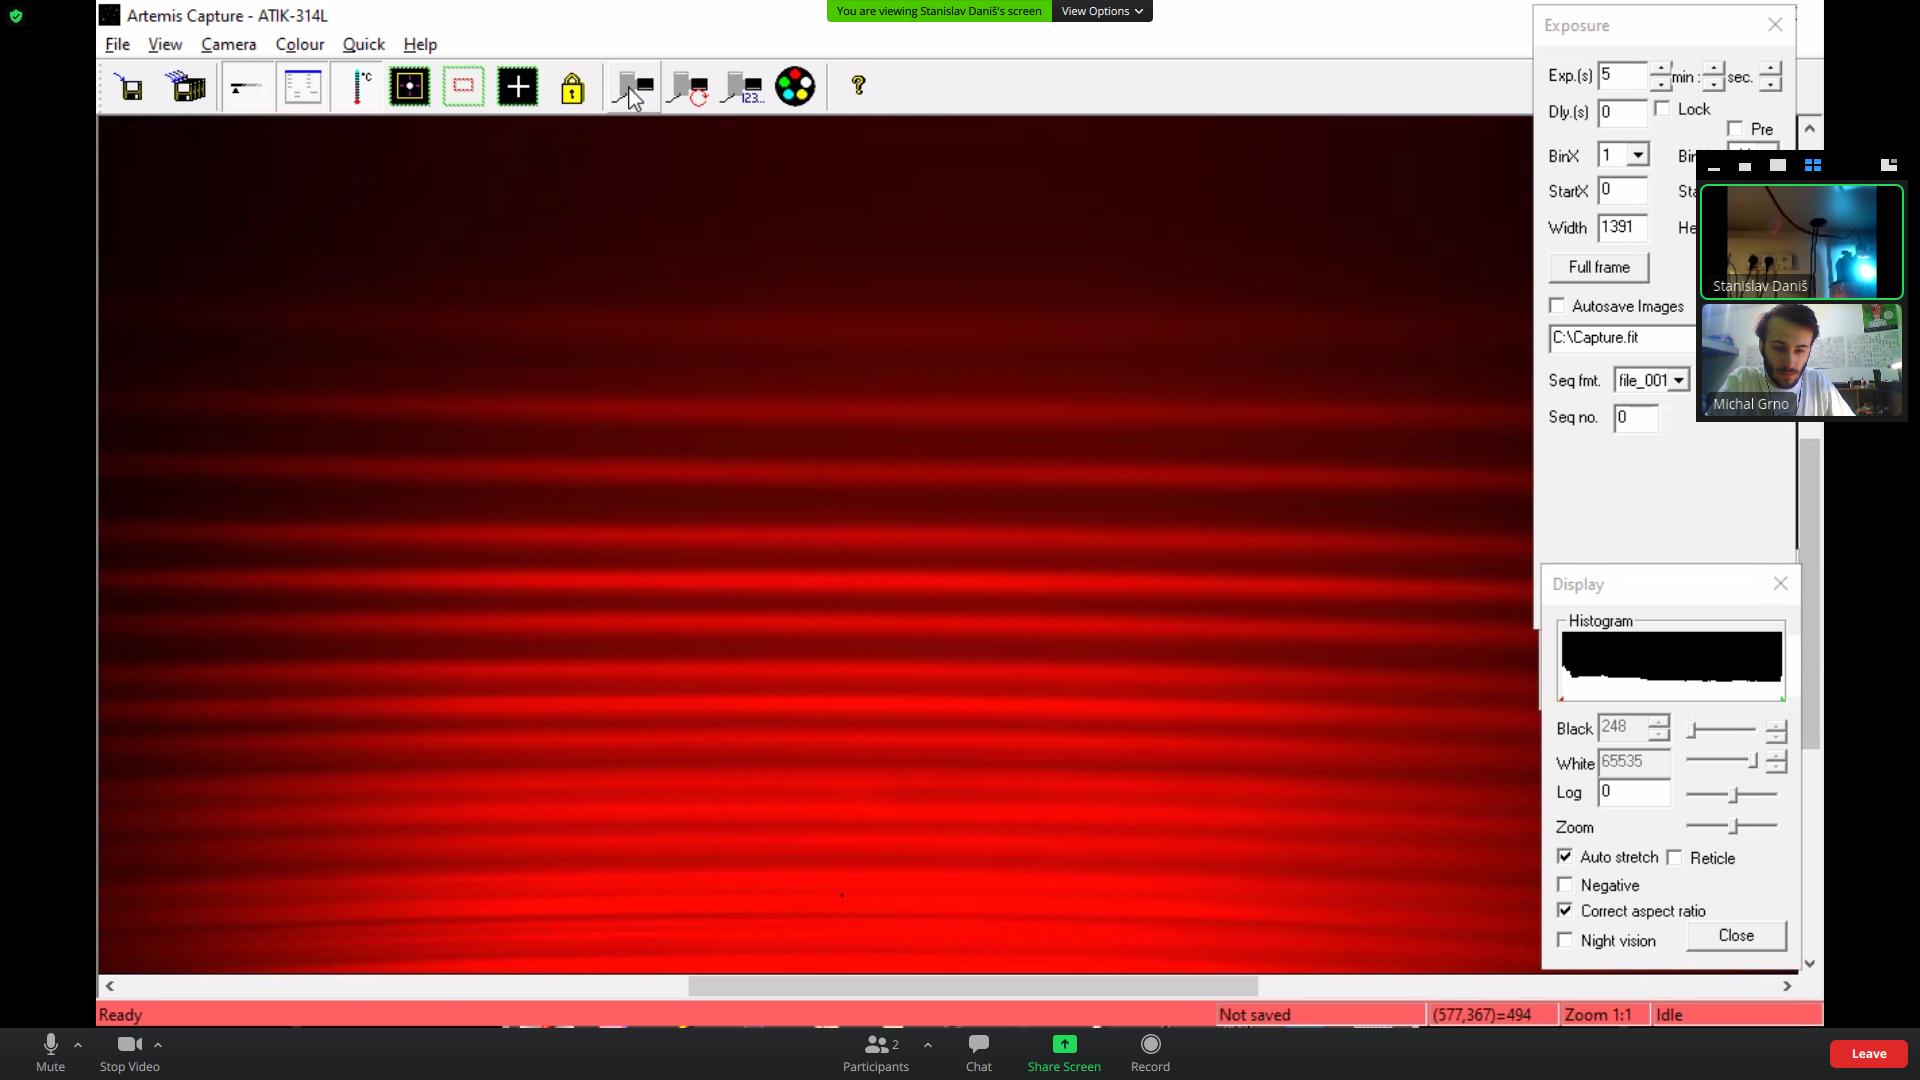 Artemis Capture - ATIK-314L
You are viewing Stanislav Daniš's screen
View Options
File View Camera Colour Quick Help
°C
123...
?
Exposure
Exp.(s) 5 min : sec.
Dly.(s) 0 Lock
Pre
BinX 1
StartX 0
Width 1391
Full frame
Autosave Images
C:\Capture.fit
Seq fmt. file_001
Seq no. 0
Stanislav Daniš
Michal Grno
Display
Histogram
Black 248
White 65535
Log 0
Zoom
Auto stretch Reticle
Negative
Correct aspect ratio
Night vision Close
Ready Not saved (577,367)=494 Zoom 1:1 Idle
Mute Stop Video Participants 2 Chat Share Screen Record Leave